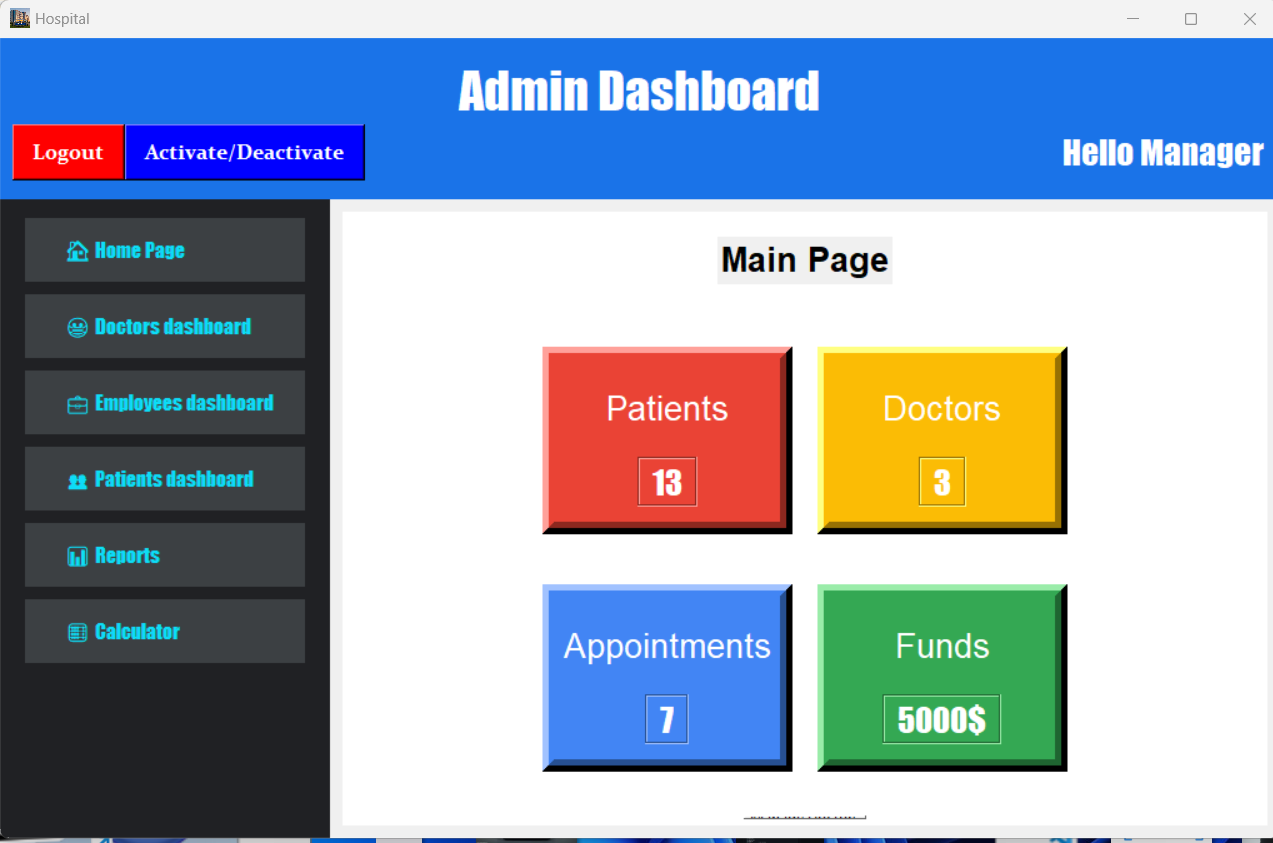 Hospital
Admin Dashboard
Logout
Activate/Deactivate
Hello Manager
Home Page
Doctors dashboard
Employees dashboard
Patients dashboard
Reports
Calculator
Main Page
Patients
13
Doctors
3
Appointments
7
Funds
5000$